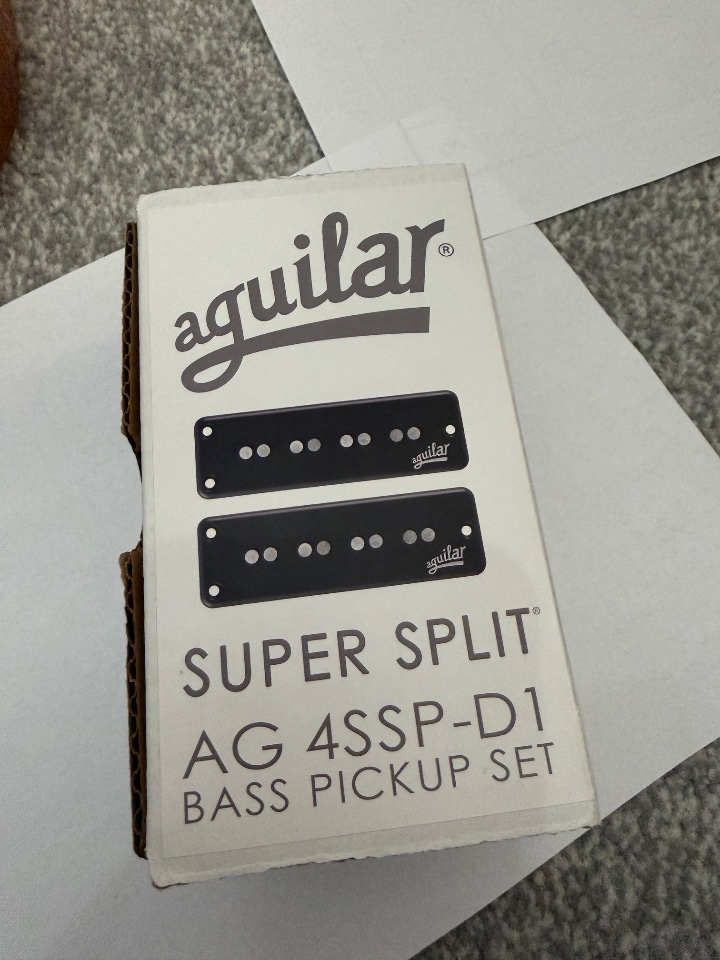 aguilar®
aguilar
aguilar
SUPER SPLIT®
AG 4SSP-D1
BASS PICKUP SET